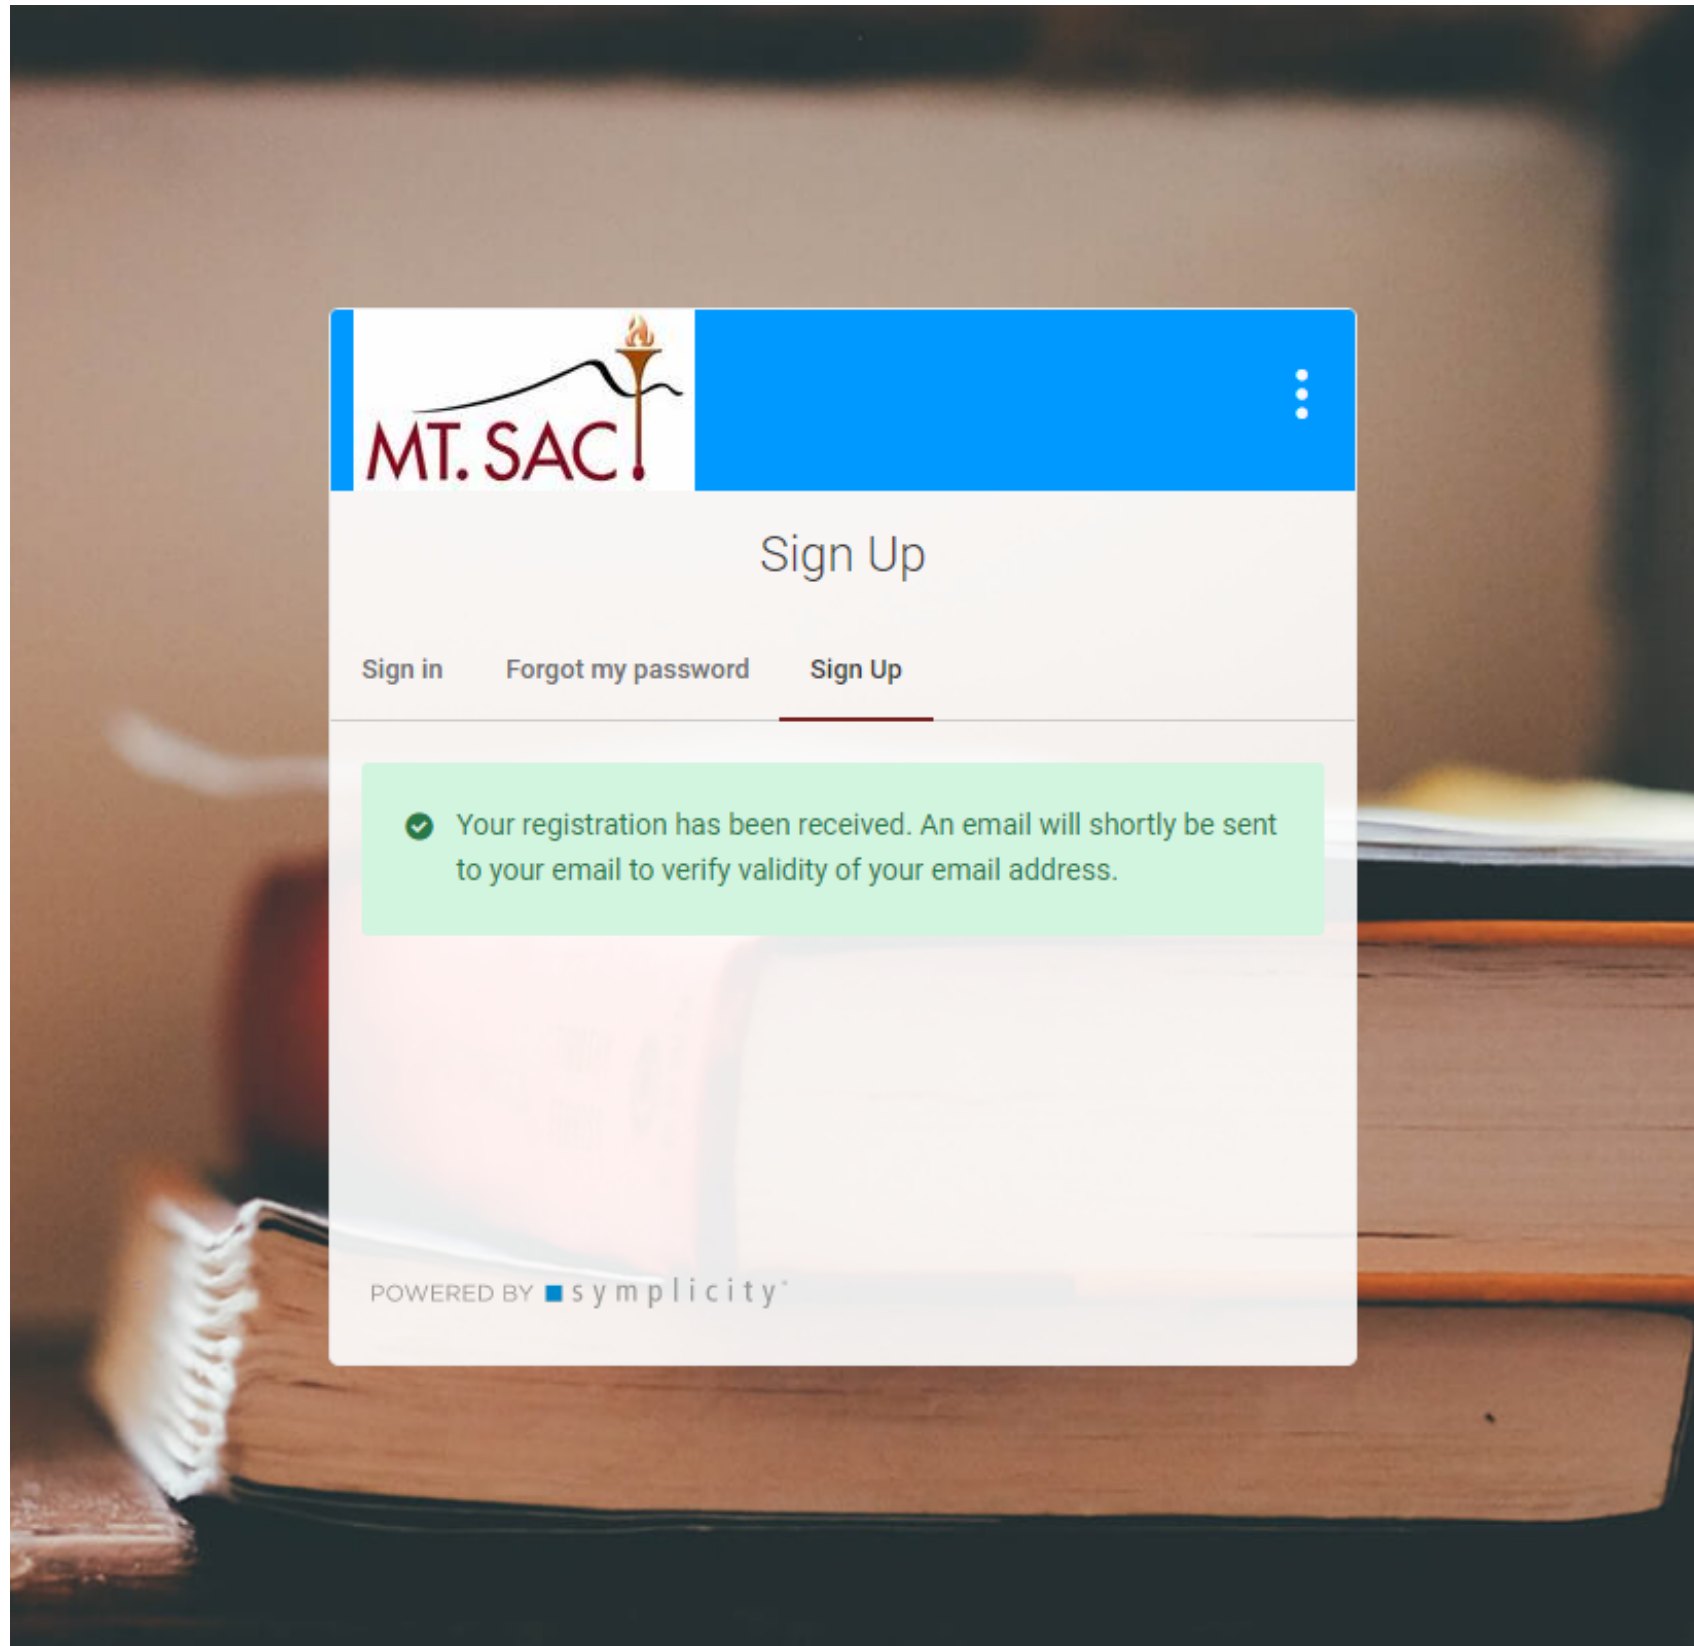 MT. SAC
Sign Up
Sign in Forgot my password Sign Up
Your registration has been received. An email will shortly be sent
to your email to verify validity of your email address.
POWERED BY symplicity